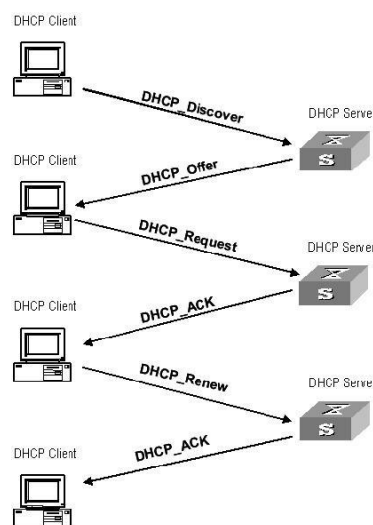 DHCP Client
DHCP_Discover
DHCP Serve
DHCP_Offer
DHCP Client
DHCP_Request
DHCP Server
DHCP_ACK
DHCP Client
DHCP_Renew
DHCP Serve
DHCP_ACK
DHCP Client
S
S
S